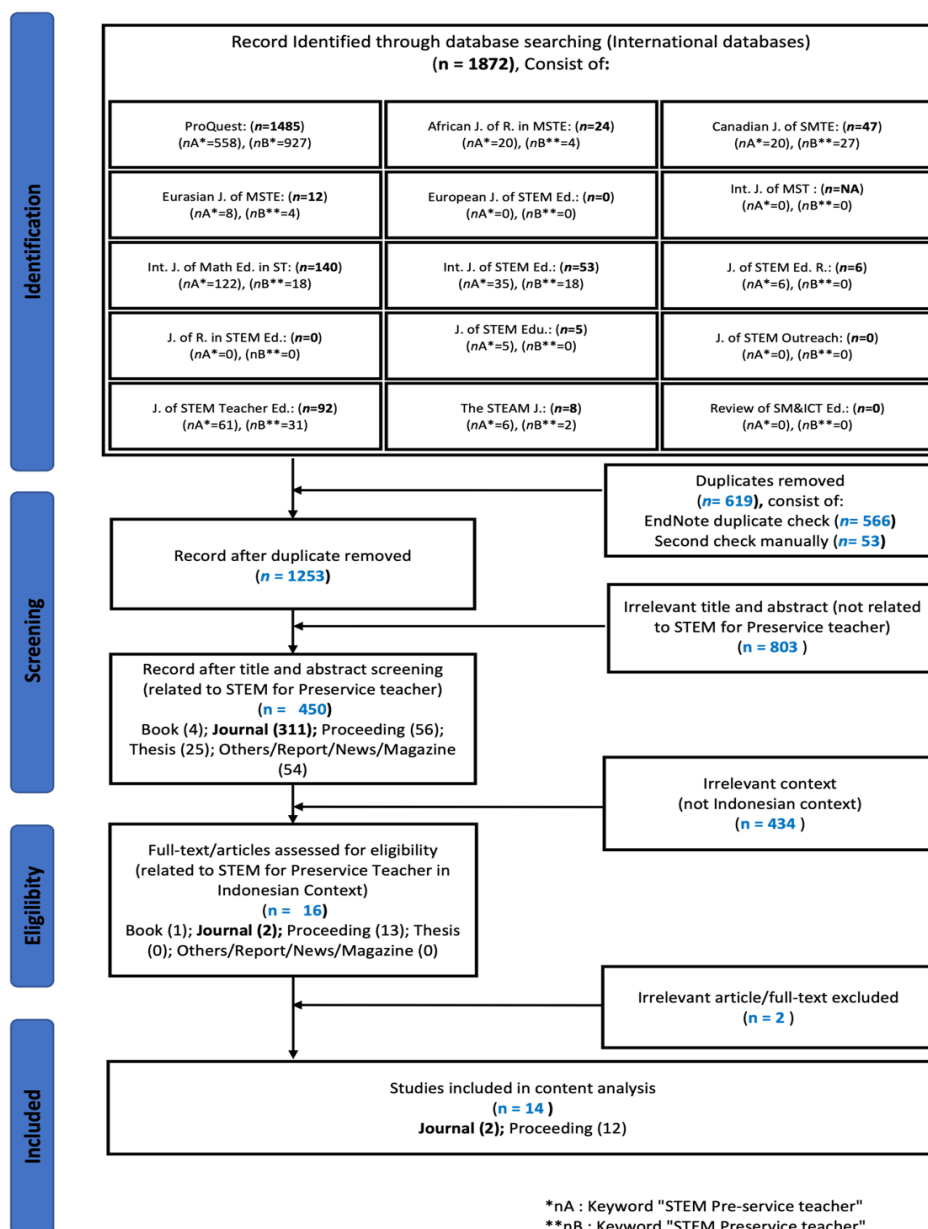 Identification
Record Identified through database searching (International databases)
(n = 1872), Consist of:
ProQuest: (n=1485)
(nA*=558), (nB*=927)
African J. of R. in MSTE: (n=24)
(nA*=20), (nB**=4)
Canadian J. of SMTE: (n=47)
(nA*=20), (nB**=27)
Eurasian J. of MSTE: (n=12)
(nA*=8), (nB**=4)
European J. of STEM Ed.: (n=0)
(nA*=0), (nB**=0)
Int. J. of MST : (n=NA)
(nA*=0), (nB**=0)
Int. J. of Math Ed. in ST: (n=140)
(nA*=122), (nB**=18)
Int. J. of STEM Ed.: (n=53)
(nA*=35), (nB**=18)
J. of STEM Ed. R.: (n=6)
(nA*=6), (nB**=0)
J. of R. in STEM Ed.: (n=0)
(nA*=0), (nB**=0)
J. of STEM Edu.: (n=5)
(nA*=5), (nB**=0)
J. of STEM Outreach: (n=0)
(nA*=0), (nB**=0)
J. of STEM Teacher Ed.: (n=92)
(nA*=61), (nB**=31)
The STEAM J.: (n=8)
(nA*=6), (nB**=2)
Review of SM&ICT Ed.: (n=0)
(nA*=0), (nB**=0)
Screening
Duplicates removed
(n= 619), consist of:
EndNote duplicate check (n= 566)
Second check manually (n= 53)
Record after duplicate removed
(n = 1253)
Irrelevant title and abstract (not related
to STEM for Preservice teacher)
(n = 803 )
Record after title and abstract screening
(related to STEM for Preservice teacher)
(n = 450)
Book (4); Journal (311); Proceeding (56);
Thesis (25); Others/Report/News/Magazine
(54)
Irrelevant context
(not Indonesian context)
(n = 434 )
Eligilibity
Full-text/articles assessed for eligibility
(related to STEM for Preservice Teacher in
Indonesian Context)
(n = 16)
Book (1); Journal (2); Proceeding (13); Thesis
(0); Others/Report/News/Magazine (0)
Irrelevant article/full-text excluded
(n = 2 )
Included
Studies included in content analysis
(n = 14 )
Journal (2); Proceeding (12)
*nA : Keyword "STEM Pre-service teacher"
**nB : Keyword "STEM Preservice teacher"